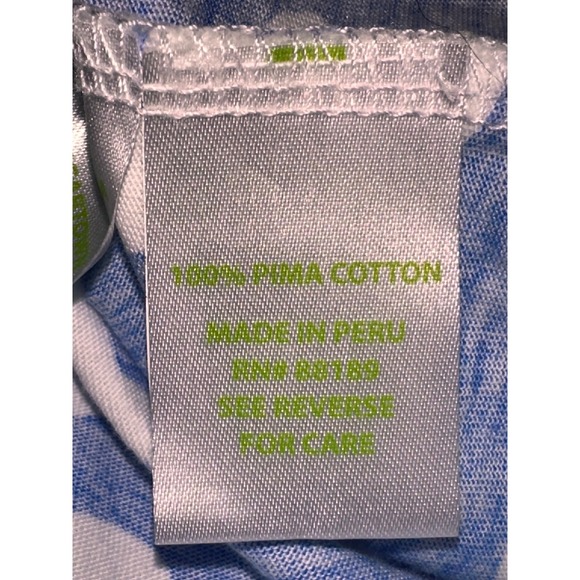 100% PIMA COTTON
MADE IN PERU
RN# 88189
SEE REVERSE
FOR CARE